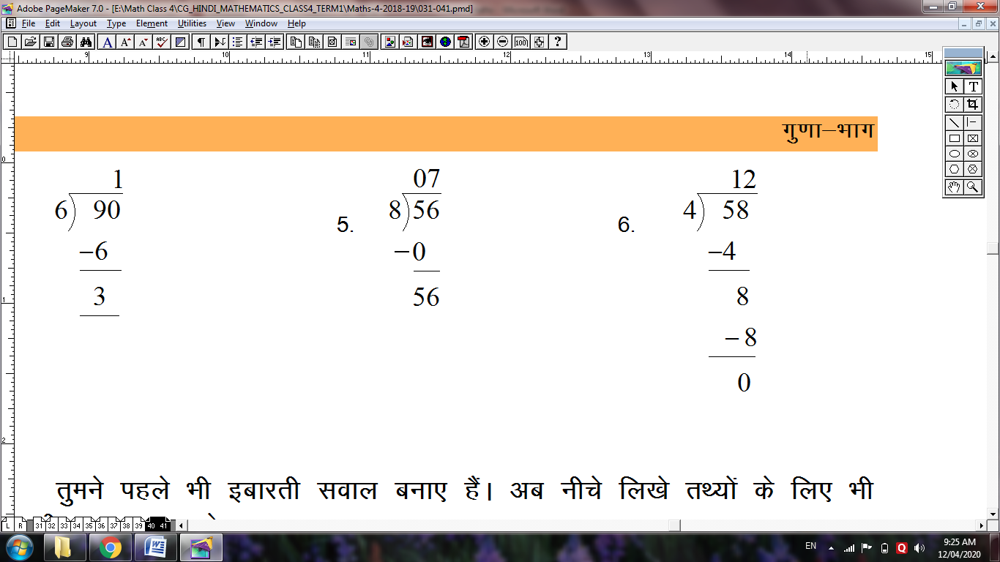 Adobe PageMaker 7.0 - [E:\Math Class 4\CG_HINDI_MATHEMATICS_CLASS4_TERM1\Maths-4-2018-19\031-041.pmd]
File Edit Layout Type Element Utilities View Window Help
9 10 11 12 13 14 15
गुणा–भाग
1
6) 90
–6
3
5.
07
8)56
–0
56
6.
12
4) 58
–4
8
–8
0
0
1
2
तुमने पहले भी इबारती सवाल बनाए हैं। अब नीचे लिखे तथ्यों के लिए भी
L R 31 32 33 34 35 36 37 38 39 40 41
EN
9:25 AM
12/04/2020